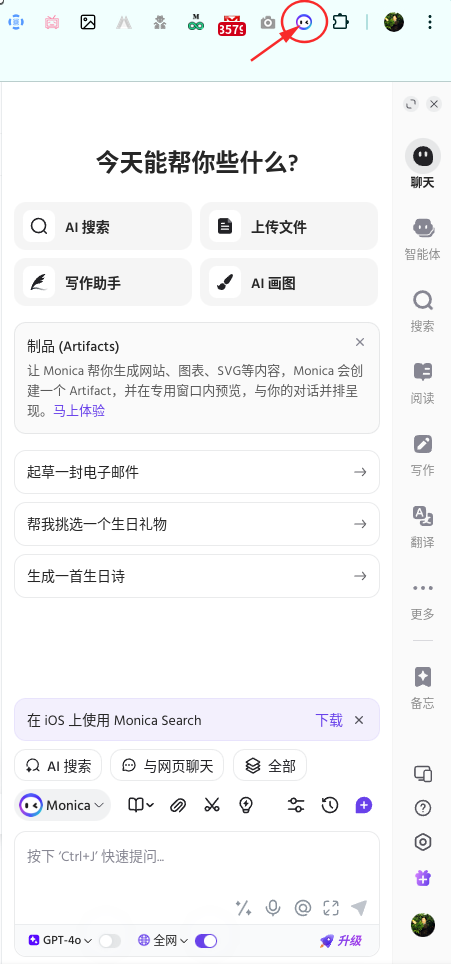 M
3579
今天能帮你些什么?
AI 搜索
上传文件
写作助手
AI 画图
制品 (Artifacts)
让 Monica 帮你生成网站、图表、SVG等内容，Monica 会创
建一个 Artifact，并在专用窗口内预览，与你的对话并排呈
现。马上体验
起草一封电子邮件
帮我挑选一个生日礼物
生成一首生日诗
在 iOS 上使用 Monica Search
下载
AI 搜索
与网页聊天
全部
Monica
按下 ‘Ctrl+J’ 快速提问...
GPT-4o
全网
升级
聊天
智能体
搜索
阅读
写作
翻译
更多
备忘